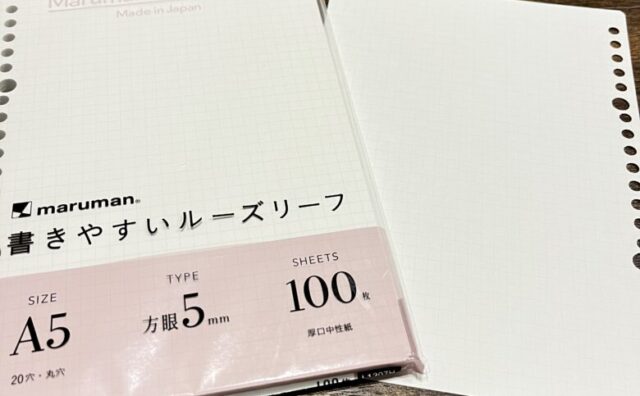 Maruman
Made in Japan
maruman®
書きやすいルーズリーフ
SIZE
A5
20穴・丸穴
TYPE
方眼5mm
SHEETS
100枚
厚口中性紙